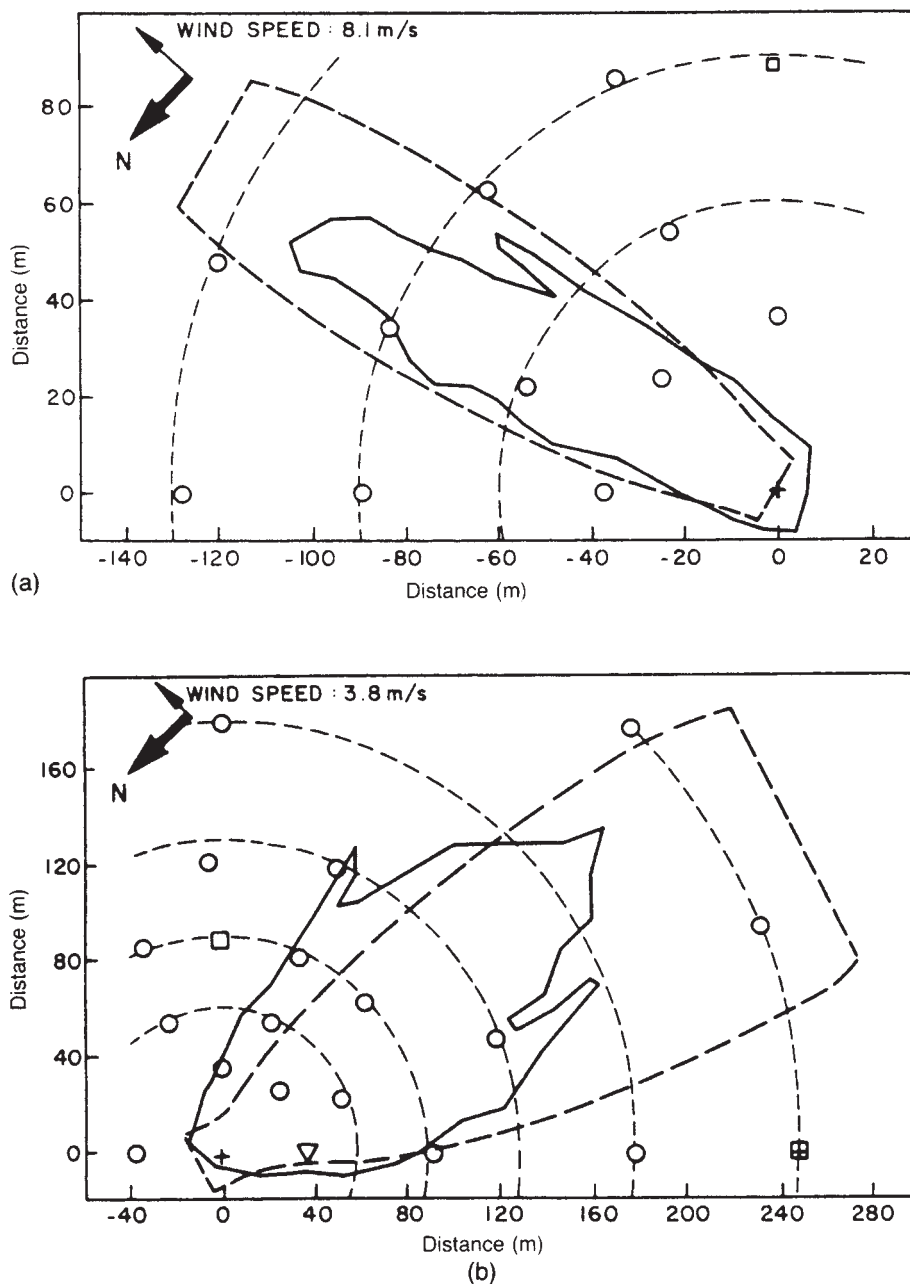 WIND SPEED : 8.1 m/s
N
80
60
40
20
0
Distance (m)
-140 -120 -100 -80 -60 -40 -20 0 20
Distance (m)
(a)
WIND SPEED : 3.8 m/s
N
160
120
80
40
0
Distance (m)
-40 0 40 80 120 160 200 240 280
Distance (m)
(b)